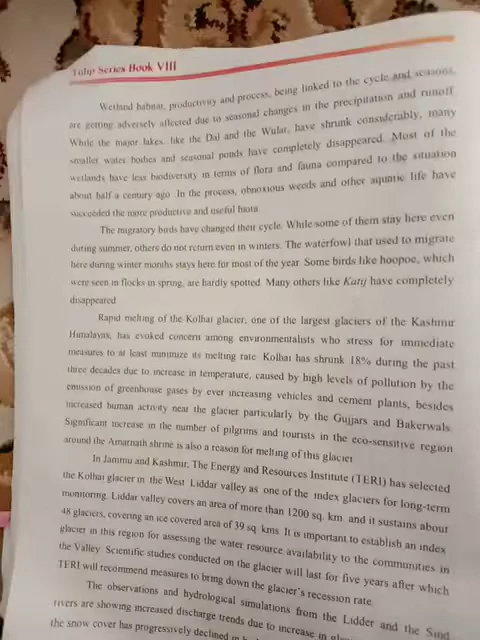 Tulip Series Book VIII
Wetland habitat, productivity and process, being linked to the cycle and seasons,
are getting adversely affected due to seasonal changes in the precipitation and runoff
While the major lakes, like the Dal and the Wular, have shrunk considerably, many
smaller water bodies and seasonal ponds have completely disappeared. Most of the
wetlands have less biodiversity in terms of flora and fauna compared to the situation
about half a century ago. In the process, obnoxious weeds and other aquatic life have
succeeded the more productive and useful biota.
The migratory birds have changed their cycle. While some of them stay here even
during summer, others do not return even in winters. The waterfowl that used to migrate
here during winter months stays here for most of the year. Some birds like hoopoe, which
were seen in flocks in spring, are hardly spotted. Many others like Katij have completely
disappeared
Rapid melting of the Kolhai glacier, one of the largest glaciers of the Kashmir
Himalayas, has evoked concern among environmentalists who stress for immediate
measures to at least minimize its melting rate. Kolhai has shrunk 18% during the past
three decades due to increase in temperature, caused by high levels of pollution by the
emission of greenhouse gases by ever increasing vehicles and cement plants, besides
increased human activity near the glacier particularly by the Gujjars and Bakerwals.
Significant increase in the number of pilgrims and tourists in the eco-sensitive region
around the Amarnath shrine is also a reason for melting of this glacier
In Jammu and Kashmir, The Energy and Resources Institute (TERI) has selected
the Kolhai glacier in the West Liddar valley as one of the index glaciers for long-term
monitoring. Liddar valley covers an area of more than 1200 sq. km and it sustains about
48 glaciers, covering an ice covered area of 39 sq. kms. It is important to establish an index
glacier in this region for assessing the water resource availability to the communities in
the Valley. Scientific studies conducted on the glacier will last for five years after which
TERI will recommend measures to bring down the glacier's recession rate.
The observations and hydrological simulations from the Lidder and the Sind
rivers are showing increased discharge trends due to increase in
the snow cover has progressively declined in